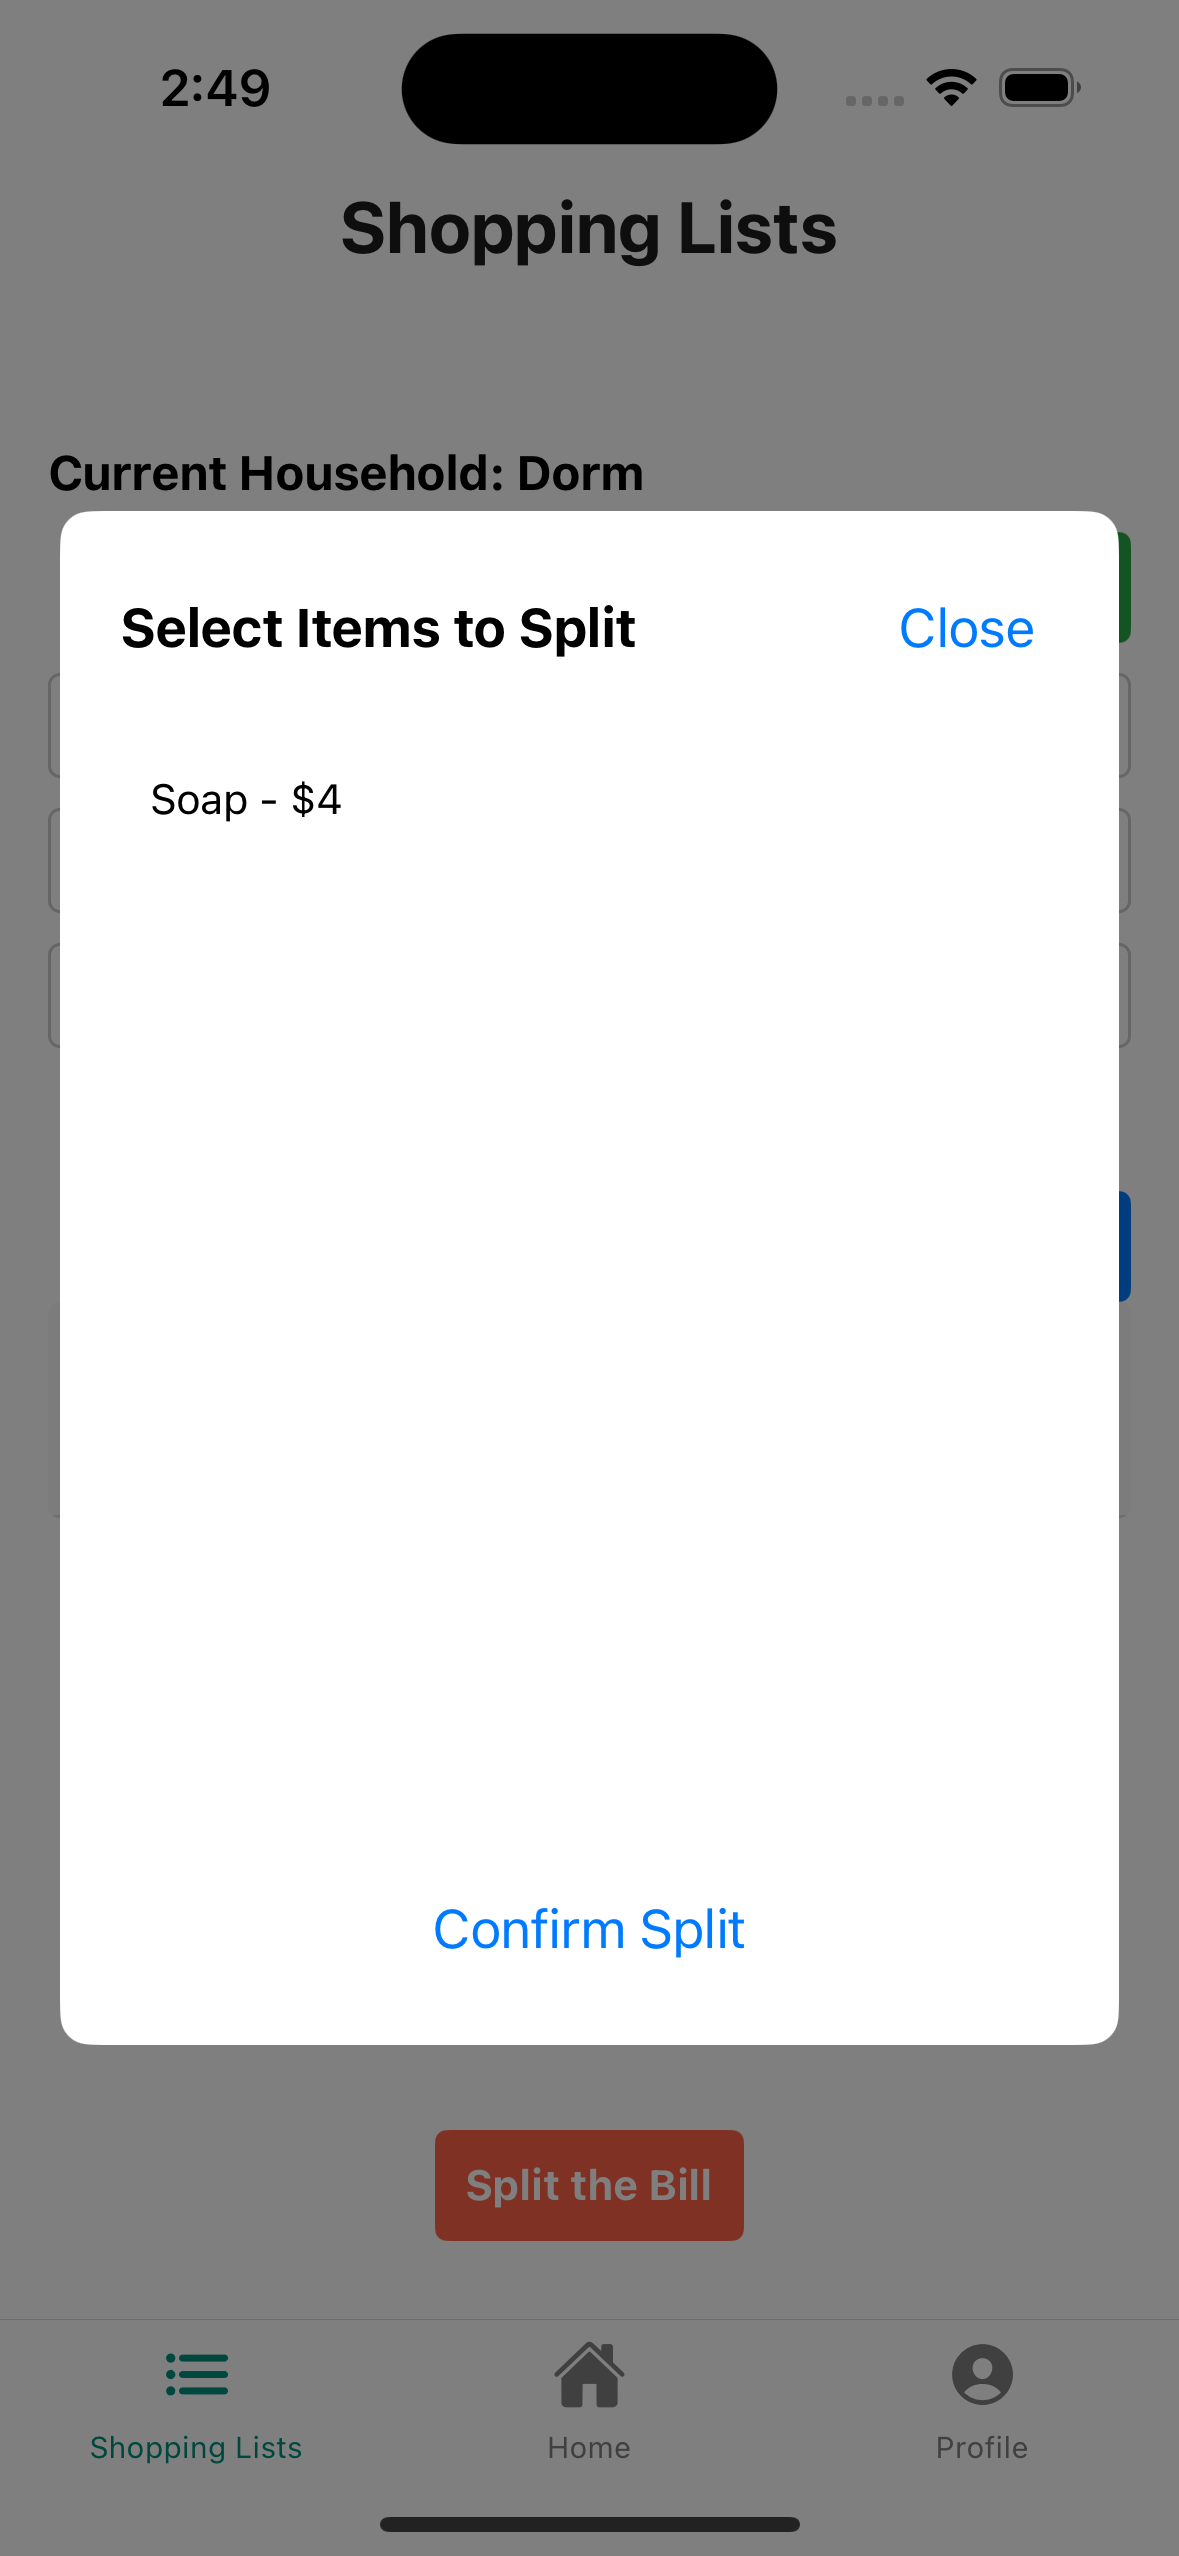 2:49
Shopping Lists
Current Household: Dorm
Select Items to Split
Close
Soap - $4
Confirm Split
Split the Bill
Shopping Lists
Home
Profile